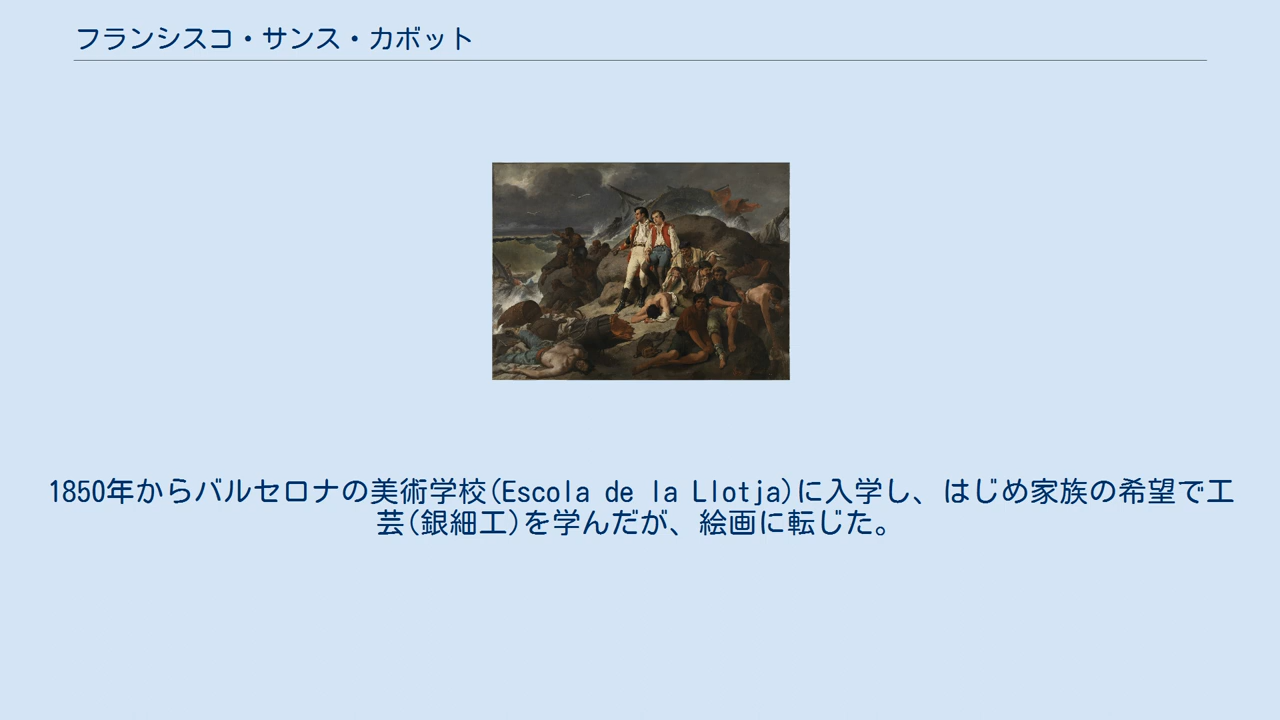 フランシスコ・サンス・カボット
1850年からバルセロナの美術学校(Escola de la Llotja)に入学し、はじめ家族の希望で工
芸(銀細工)を学んだが、絵画に転じた。